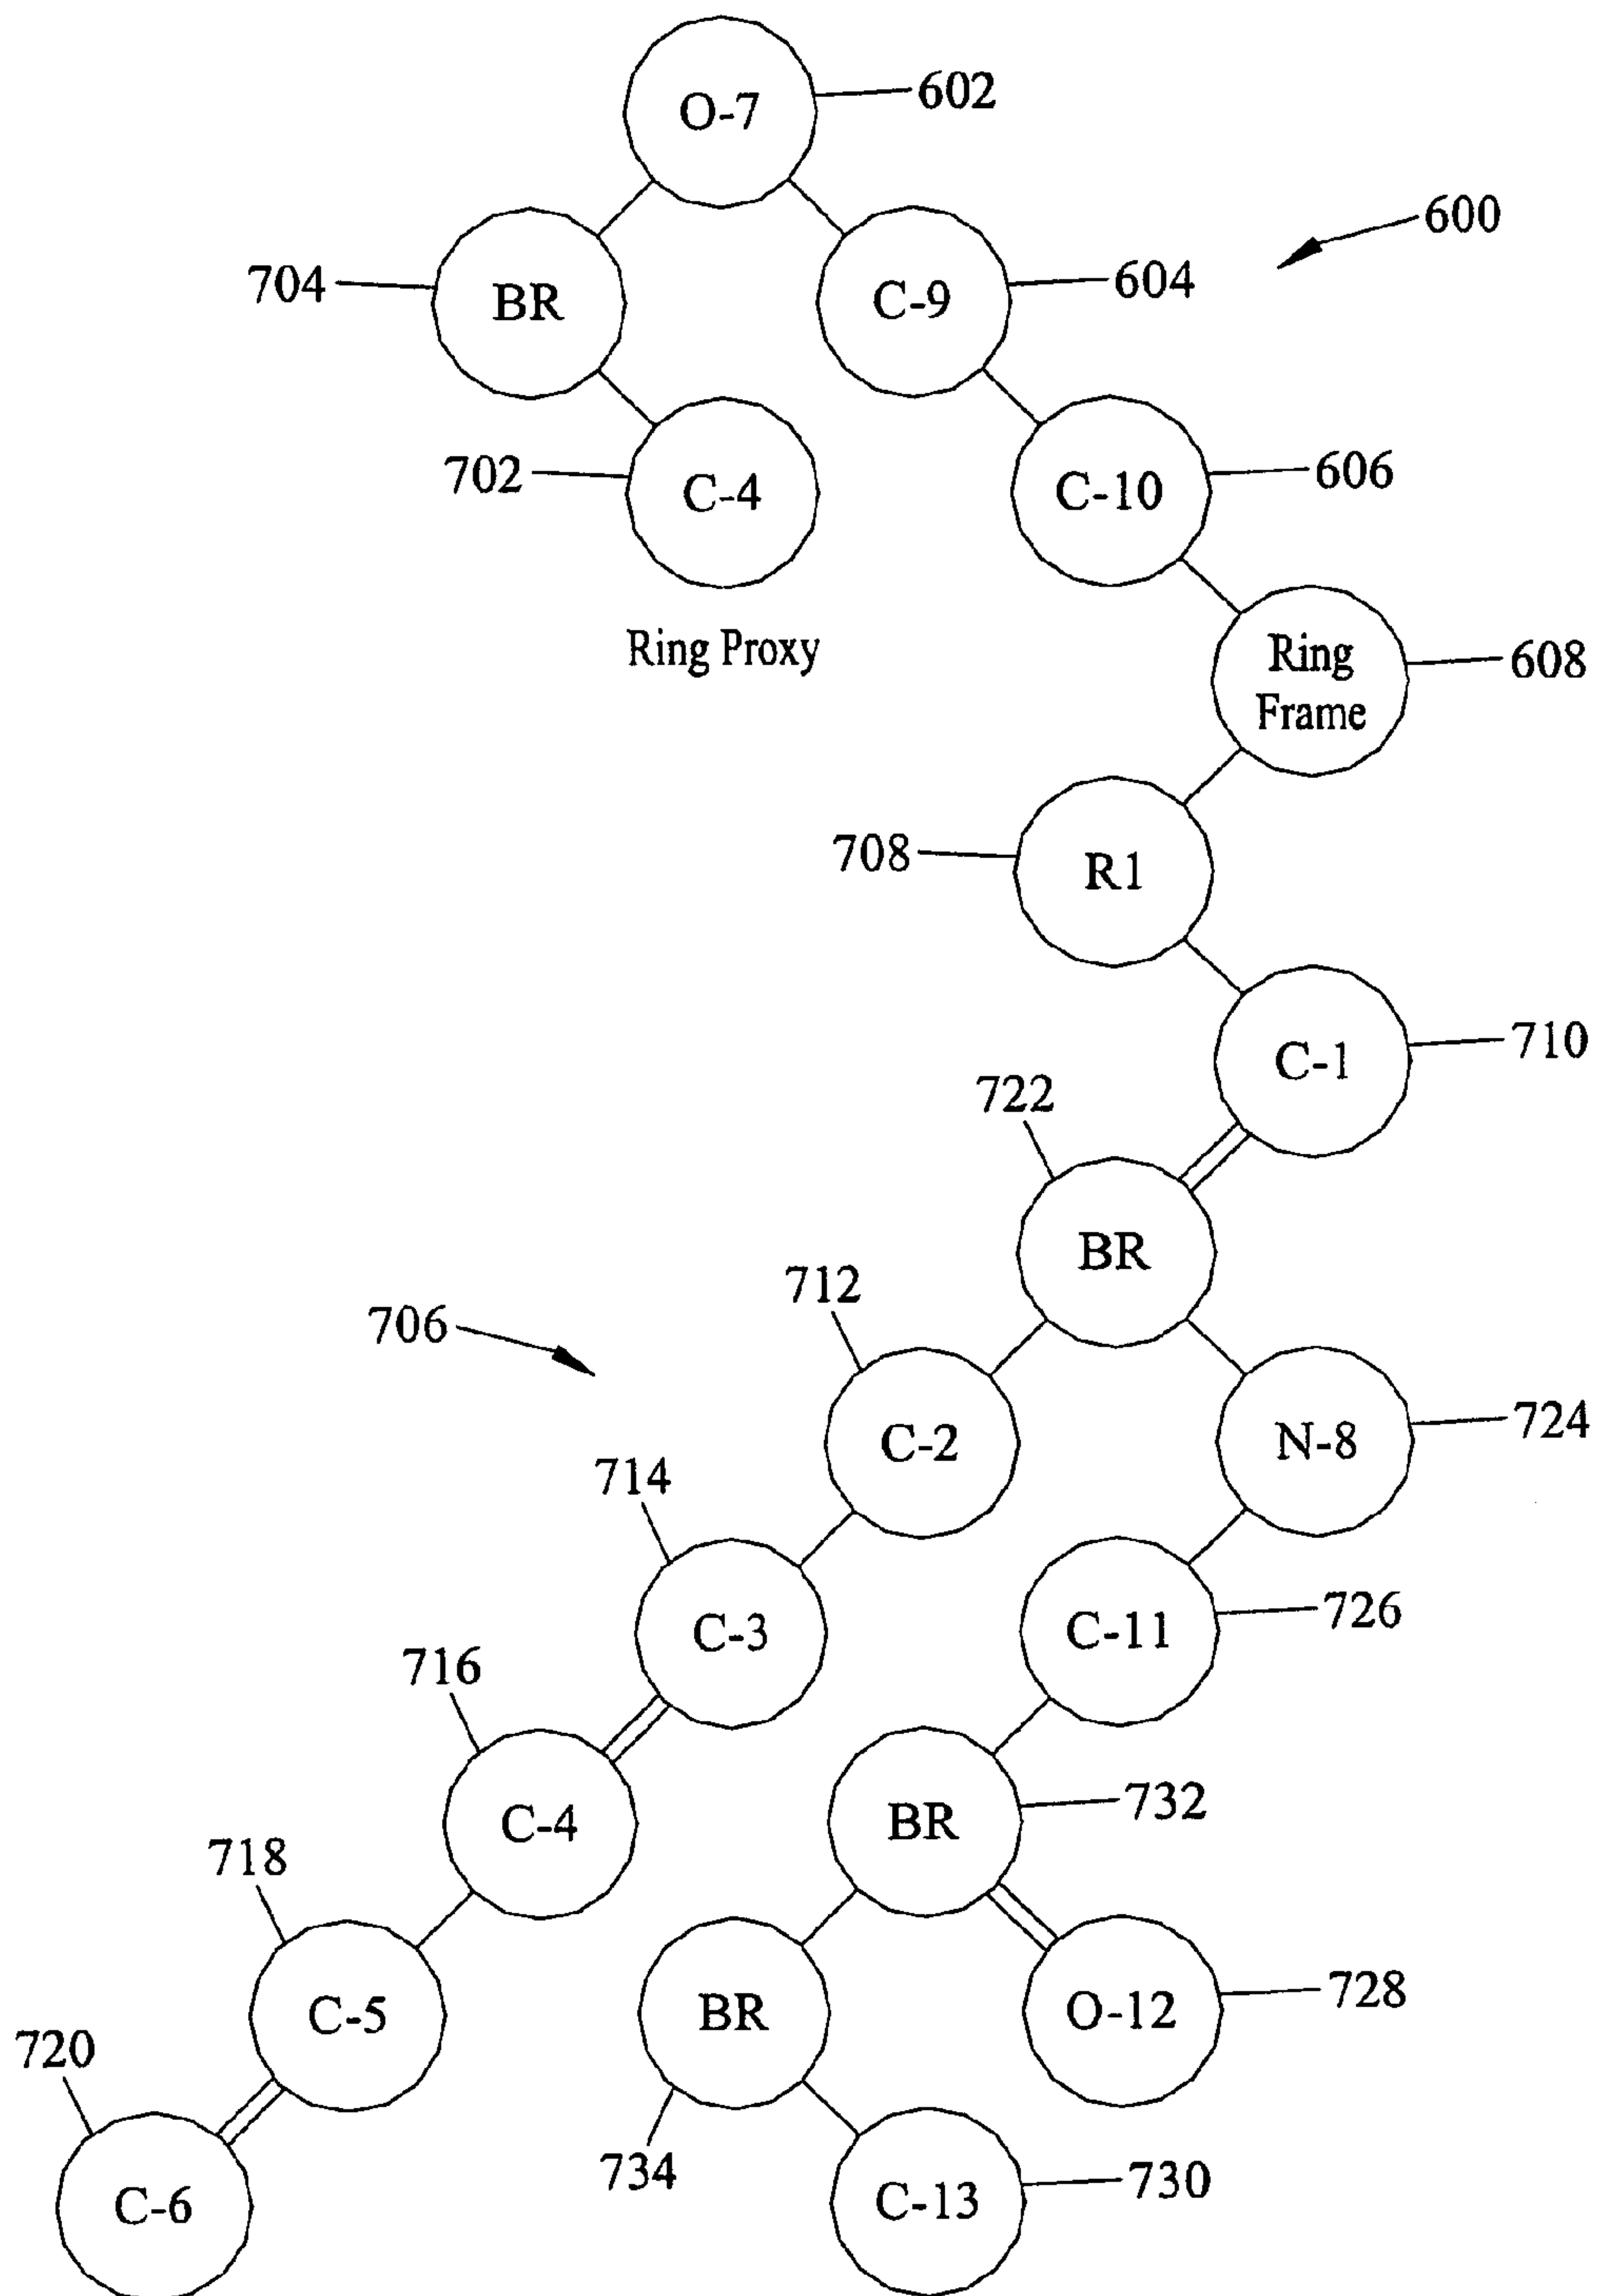 O-7
602
600
704
BR
C-9
604
702
C-4
C-10
606
Ring Proxy
Ring
Frame
608
708
R1
C-1
710
722
BR
712
706
C-2
N-8
724
714
C-3
C-11
726
716
C-4
BR
732
718
C-5
BR
O-12
728
720
734
C-13
730
C-6